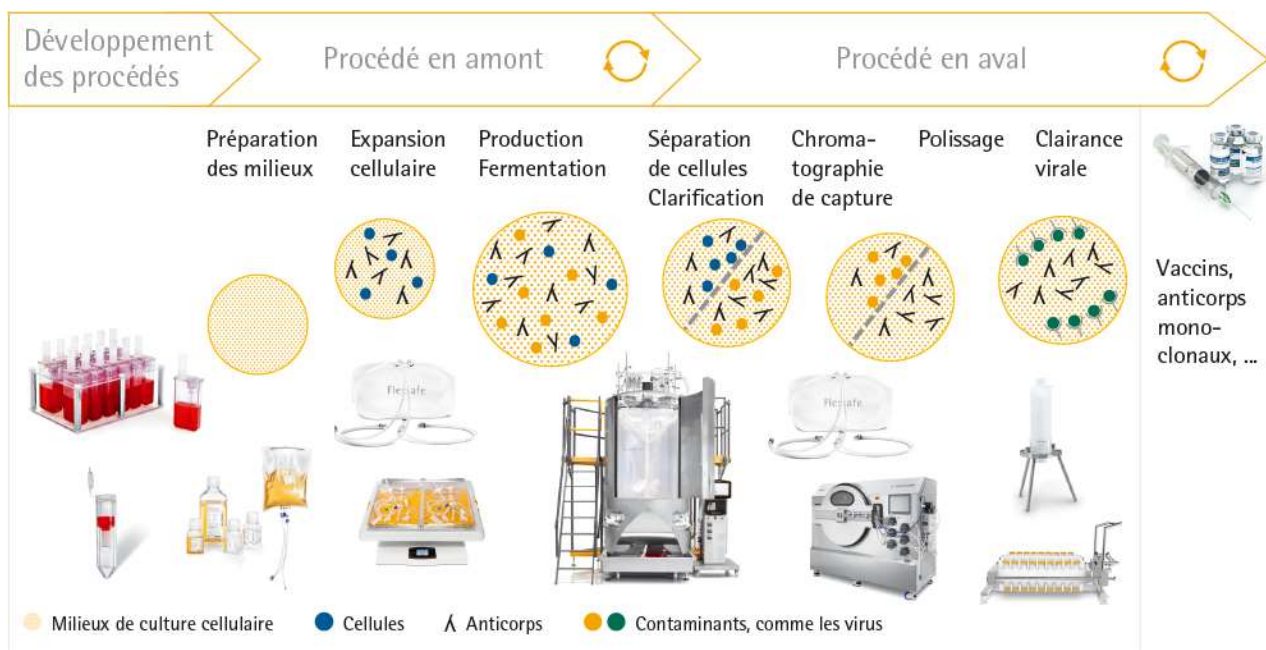 Développement
des procédés
Procédé en amont
Procédé en aval
Préparation
des milieux
Expansion
cellulaire
Production
Fermentation
Séparation
de cellules
Clarification
Chroma-
tographie
de capture
Polissage
Clairance
virale
Flexsafe
Flexsafe
Vaccins,
anticorps
mono-
clonaux, ...
Milieux de culture cellulaire
Cellules
Anticorps
Contaminants, comme les virus